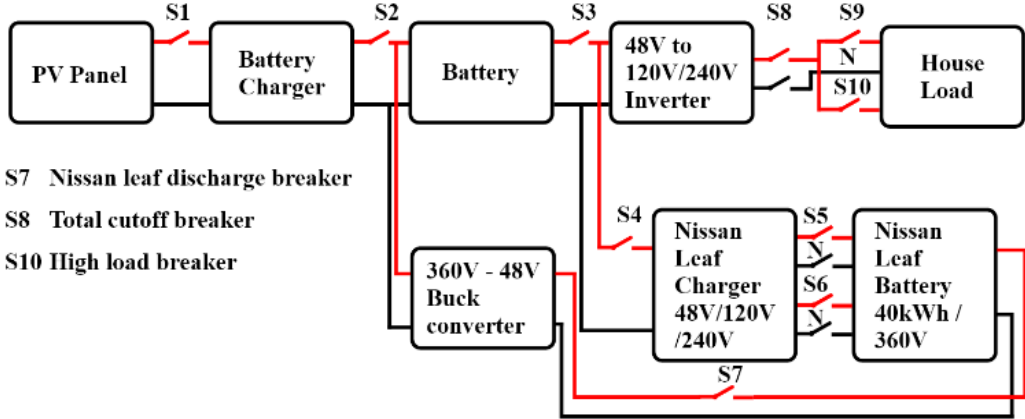 S1
S2
S3
S8
S9
PV Panel
Battery
Charger
Battery
48V to
120V/240V
Inverter
N
S10
House
Load
S7 Nissan leaf discharge breaker
S8 Total cutoff breaker
S10 High load breaker
360V - 48V
Buck
converter
S4
Nissan
Leaf
Charger
48V/120V
/240V
S5
N
S6
N
Nissan
Leaf
Battery
40kWh /
360V
S7